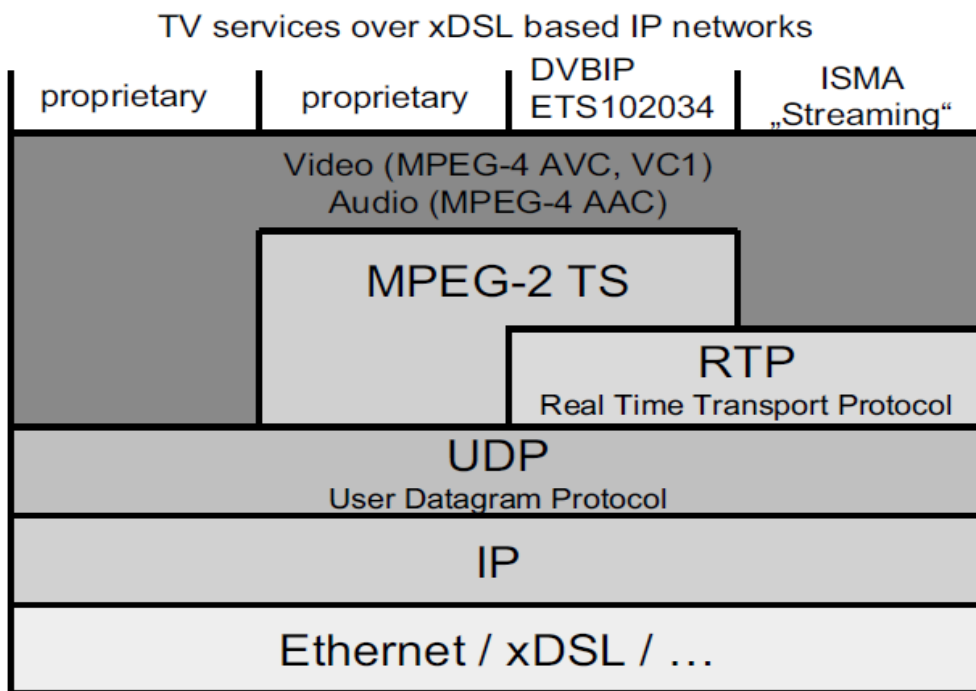 TV services over xDSL based IP networks
proprietary
proprietary
DVBIP
ETS102034
ISMA
„Streaming“
Video (MPEG-4 AVC, VC1)
Audio (MPEG-4 AAC)
MPEG-2 TS
RTP
Real Time Transport Protocol
UDP
User Datagram Protocol
IP
Ethernet / xDSL / …